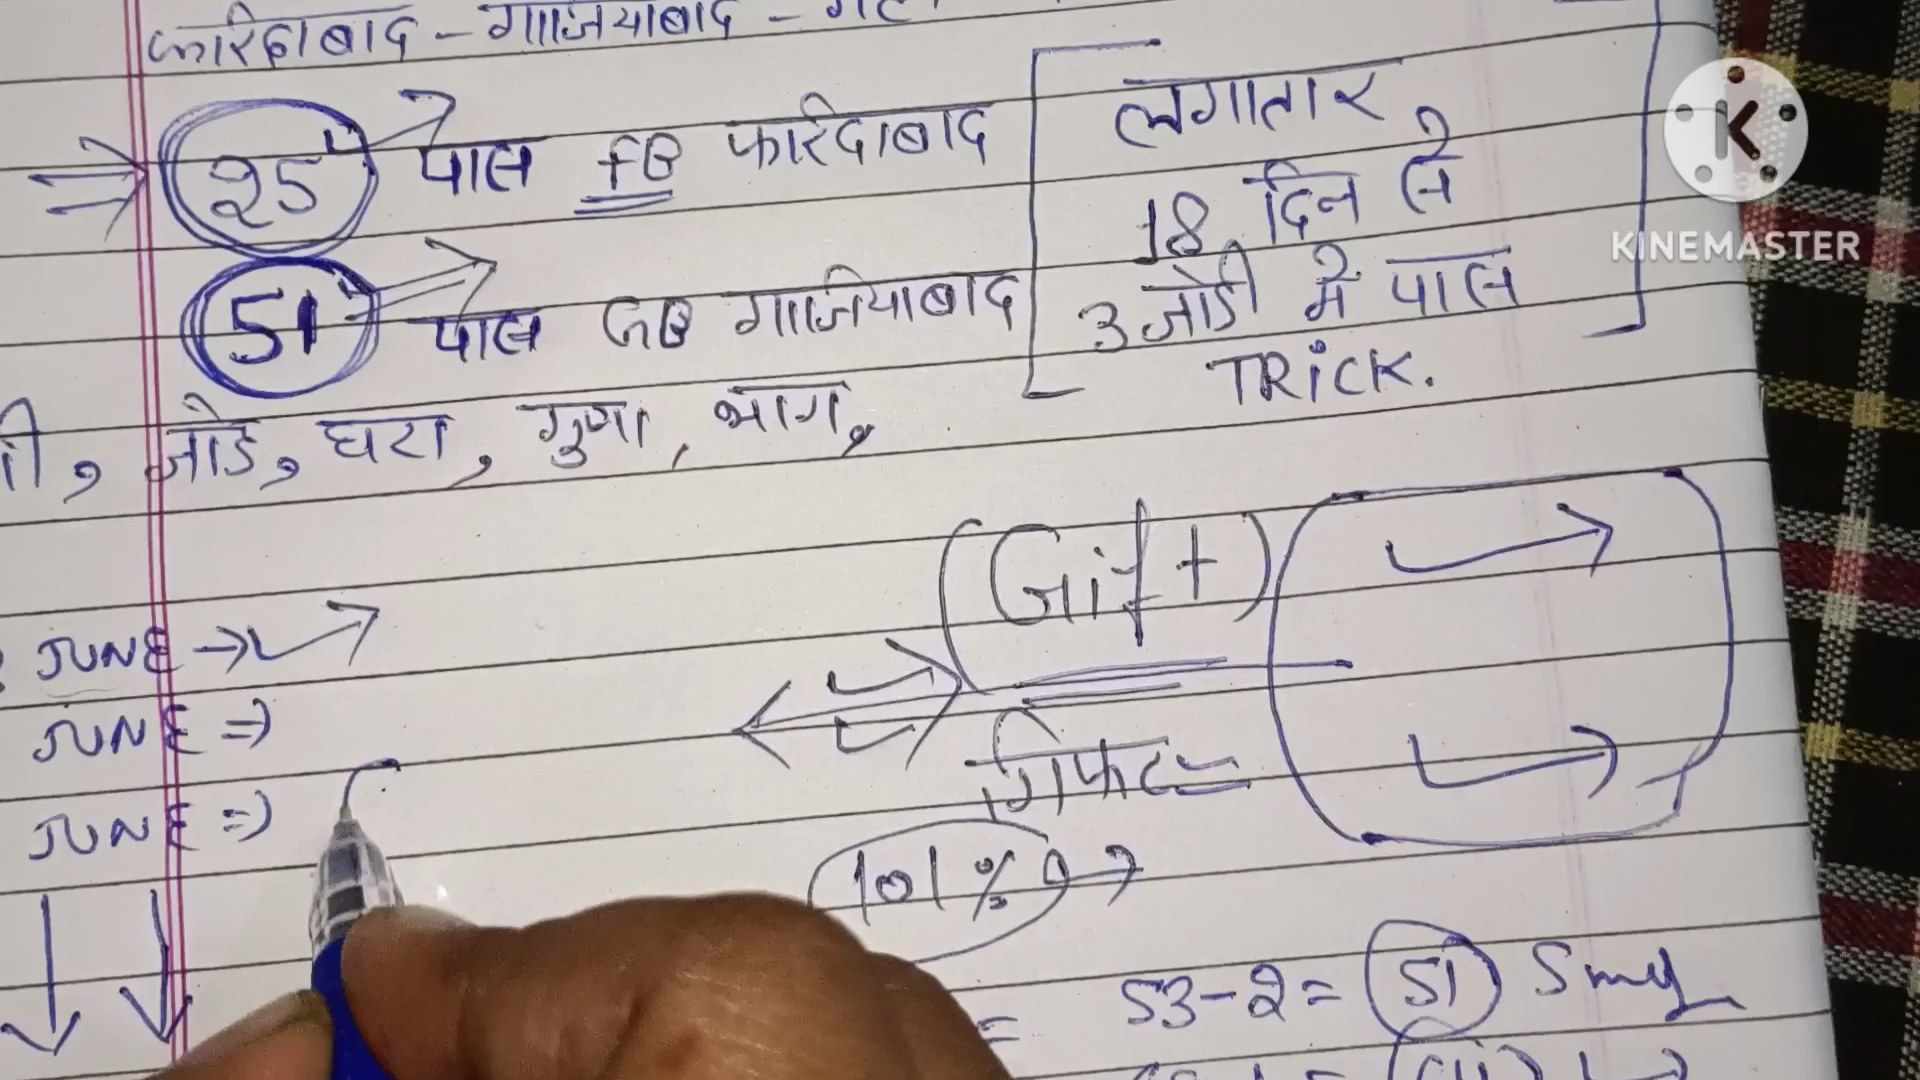 फरिदाबाद - गाजियाबाद -
25 पास FB फरिदाबाद
51 पास GB गाजियाबाद
लगातार
18 दिन से
3 जोडी मे पास
TRiCK.
जोड, घटा, गुणा, भाग,
(Gift)
JUNE →
JUNE ⇒
JUNE ⇒
गिफट
101%
53-2= 51
KINEMASTER